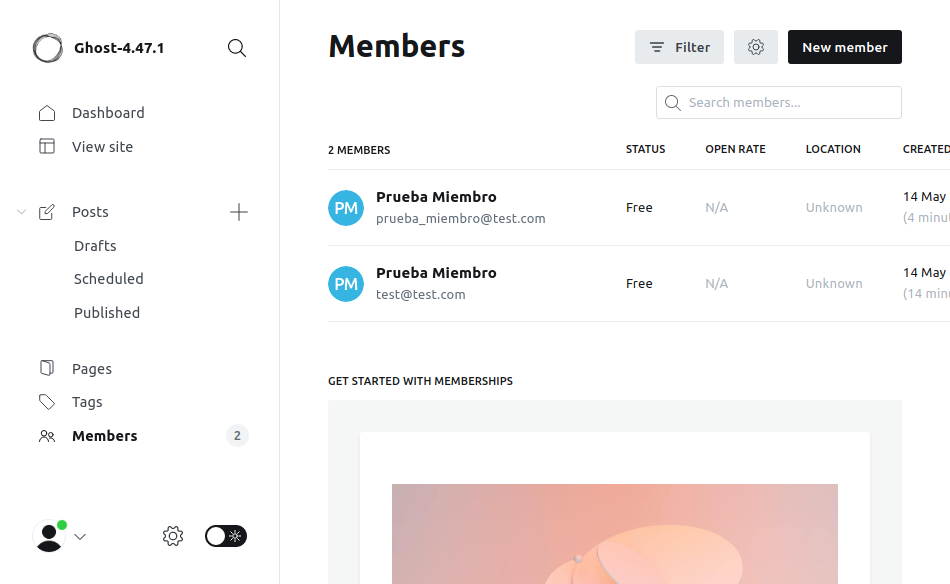 Ghost-4.47.1
Dashboard
View site
Posts
Drafts
Scheduled
Published
Pages
Tags
Members
2
Members
Filter
New member
Search members...
2 MEMBERS STATUS OPEN RATE LOCATION CREATED
PM Prueba Miembro
prueba_miembro@test.com
Free N/A Unknown
14 May
(4 minu
PM Prueba Miembro
test@test.com
Free N/A Unknown
14 May
(14 minu
GET STARTED WITH MEMBERSHIPS